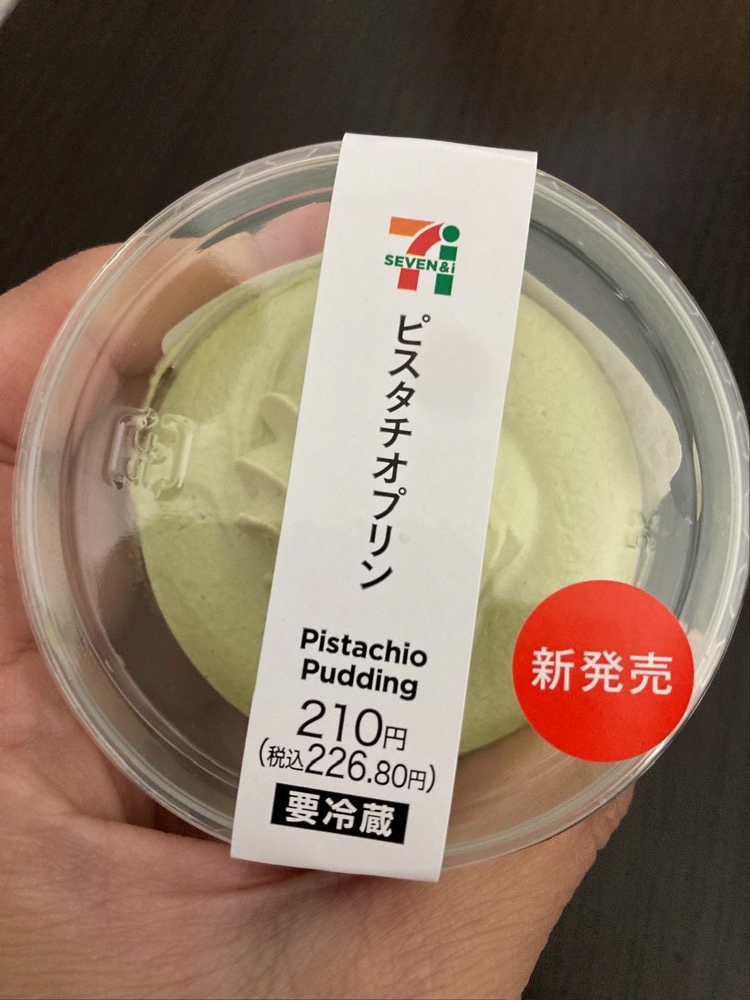 SEVEN&i
ピスタチオプリン
Pistachio
Pudding
210円
(税込226.80円)
要冷蔵
新発売